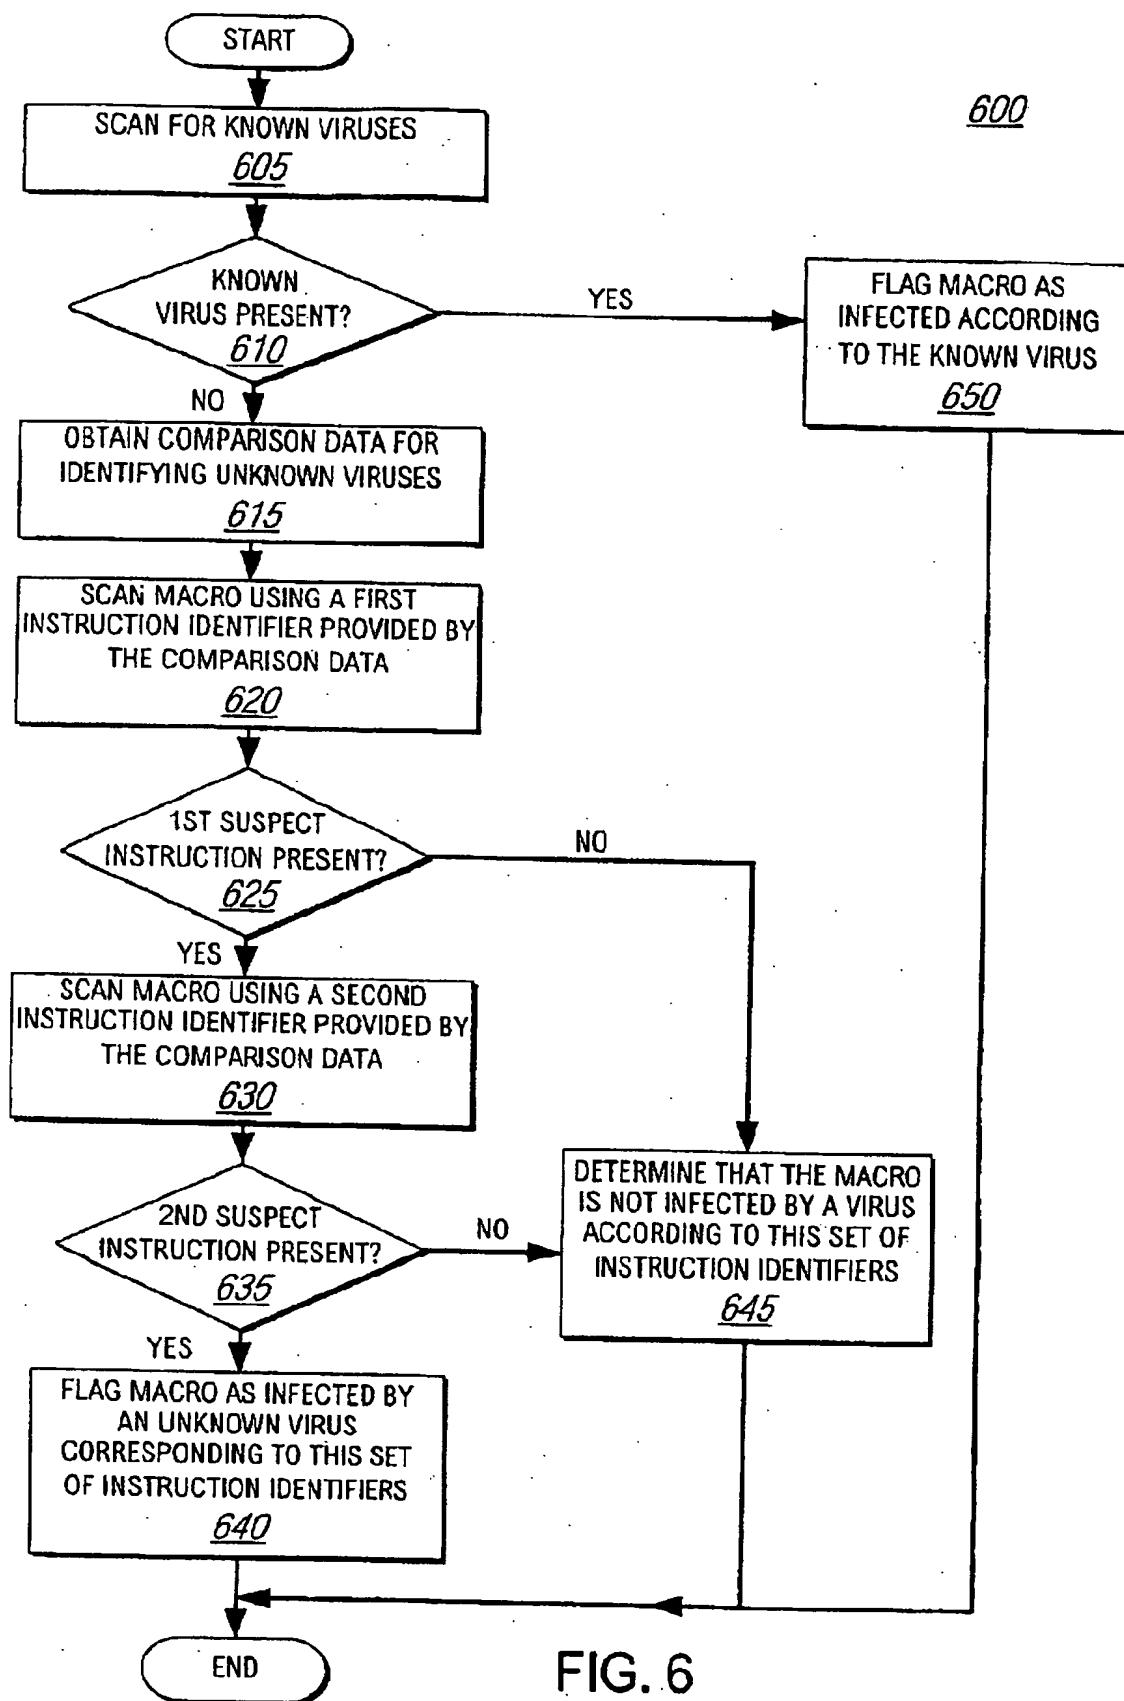 START
600
SCAN FOR KNOWN VIRUSES
605
KNOWN
VIRUS PRESENT?
610
YES
NO
FLAG MACRO AS
INFECTED ACCORDING
TO THE KNOWN VIRUS
650
OBTAIN COMPARISON DATA FOR
IDENTIFYING UNKNOWN VIRUSES
615
SCAN MACRO USING A FIRST
INSTRUCTION IDENTIFIER PROVIDED BY
THE COMPARISON DATA
620
1ST SUSPECT
INSTRUCTION PRESENT?
625
NO
YES
SCAN MACRO USING A SECOND
INSTRUCTION IDENTIFIER PROVIDED BY
THE COMPARISON DATA
630
2ND SUSPECT
INSTRUCTION PRESENT?
635
NO
YES
DETERMINE THAT THE MACRO
IS NOT INFECTED BY A VIRUS
ACCORDING TO THIS SET OF
INSTRUCTION IDENTIFIERS
645
FLAG MACRO AS INFECTED BY
AN UNKNOWN VIRUS
CORRESPONDING TO THIS SET
OF INSTRUCTION IDENTIFIERS
640
END
FIG. 6